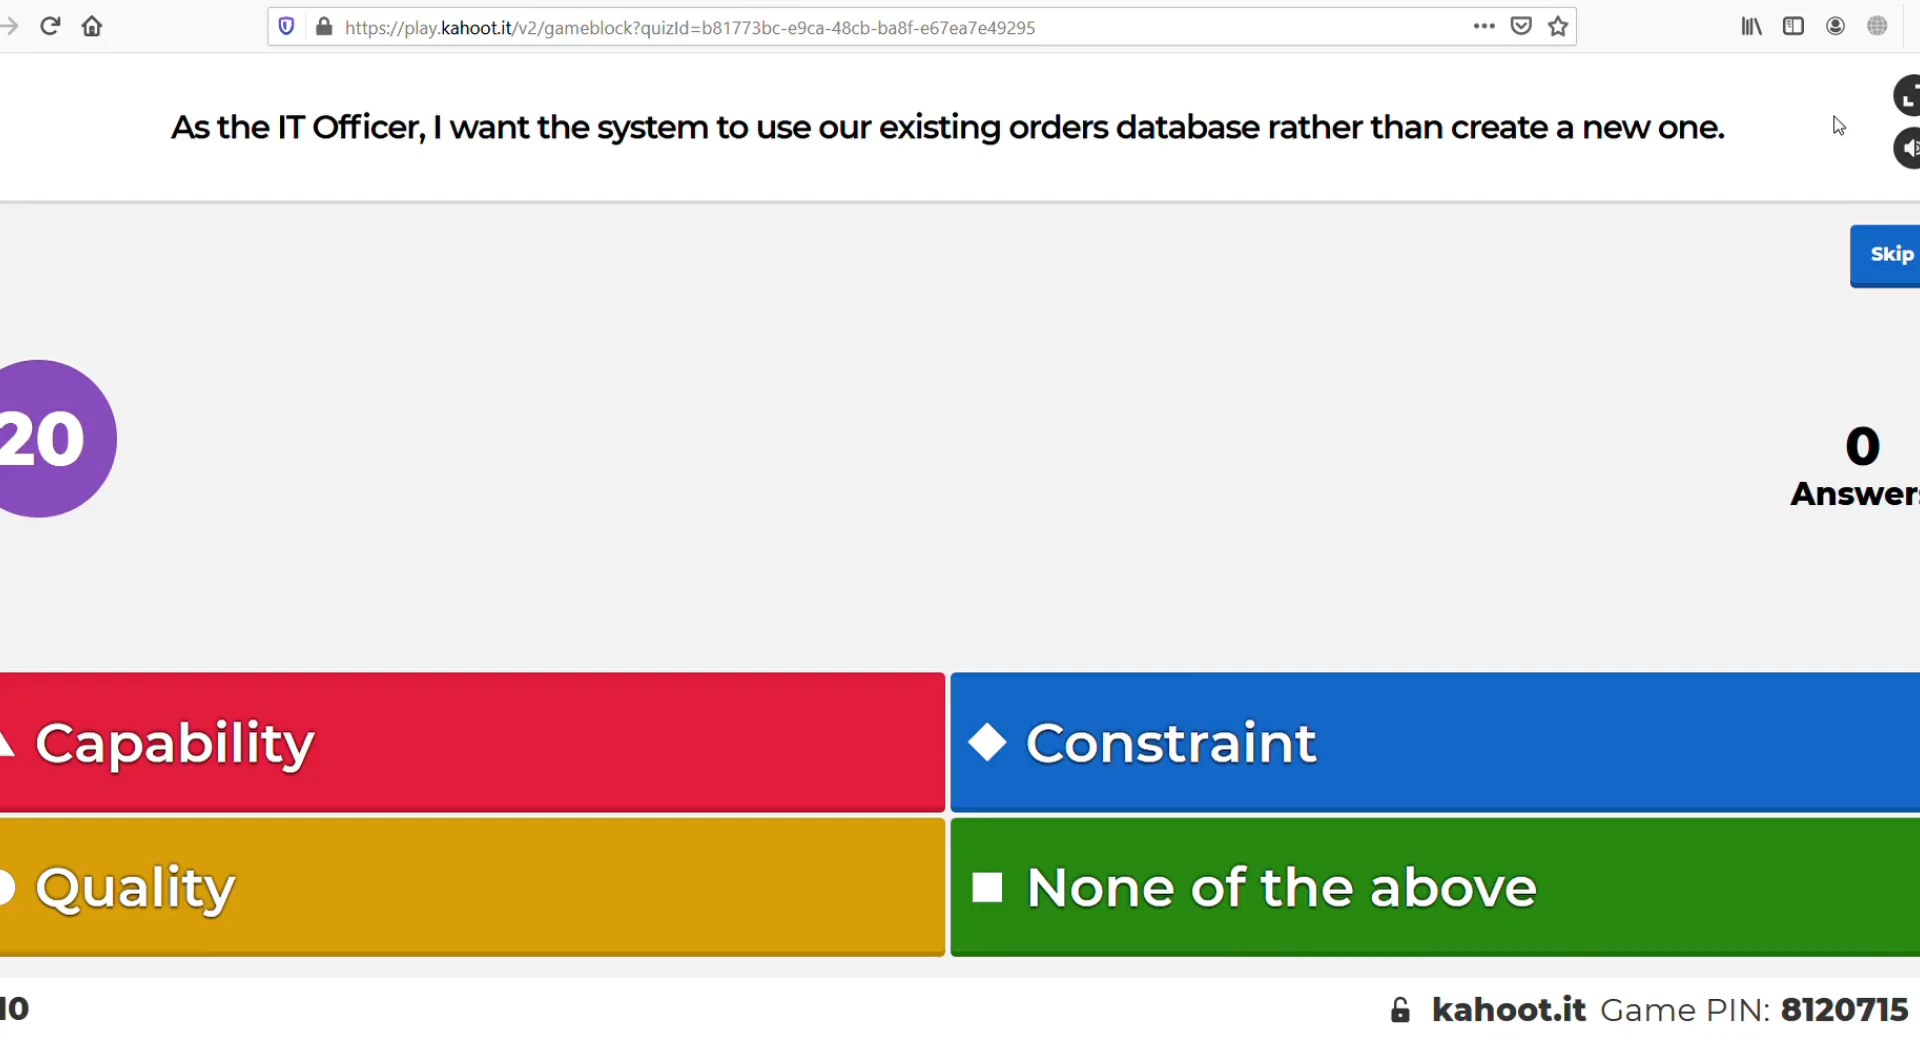 https://play.kahoot.it/v2/gameblock?quizId=b81773bc-e9ca-48cb-ba8f-e67ea7e49295
As the IT Officer, I want the system to use our existing orders database rather than create a new one.
Skip
20
0
Answers
Capability
Constraint
Quality
None of the above
10
kahoot.it Game PIN: 8120715